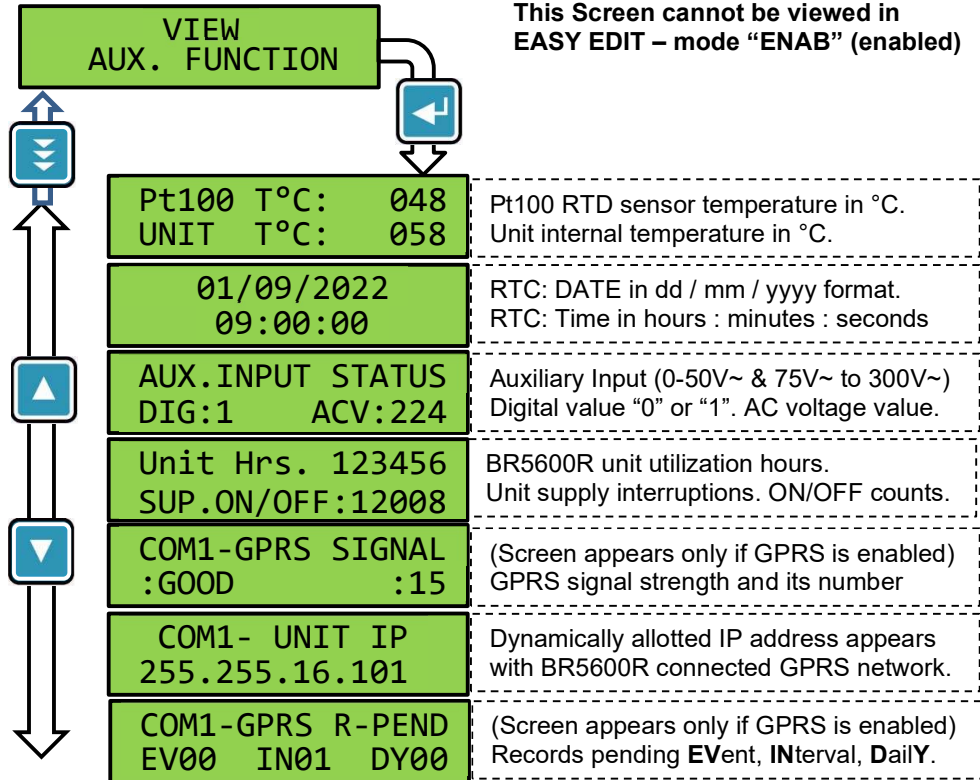 VIEW
AUX. FUNCTION
This Screen cannot be viewed in
EASY EDIT – mode “ENAB” (enabled)
Pt100 T°C: 048
UNIT T°C: 058
Pt100 RTD sensor temperature in °C.
Unit internal temperature in °C.
01/09/2022
09:00:00
RTC: DATE in dd / mm / yyyy format.
RTC: Time in hours : minutes : seconds
AUX.INPUT STATUS
DIG:1 ACV:224
Auxiliary Input (0-50V~ & 75V~ to 300V~)
Digital value “0” or “1”. AC voltage value.
Unit Hrs. 123456
SUP.ON/OFF:12008
BR5600R unit utilization hours.
Unit supply interruptions. ON/OFF counts.
COM1-GPRS SIGNAL
:GOOD :15
(Screen appears only if GPRS is enabled)
GPRS signal strength and its number
COM1- UNIT IP
255.255.16.101
Dynamically allotted IP address appears
with BR5600R connected GPRS network.
COM1-GPRS R-PEND
EV00 IN01 DY00
(Screen appears only if GPRS is enabled)
Records pending EVent, INterval, DailY.